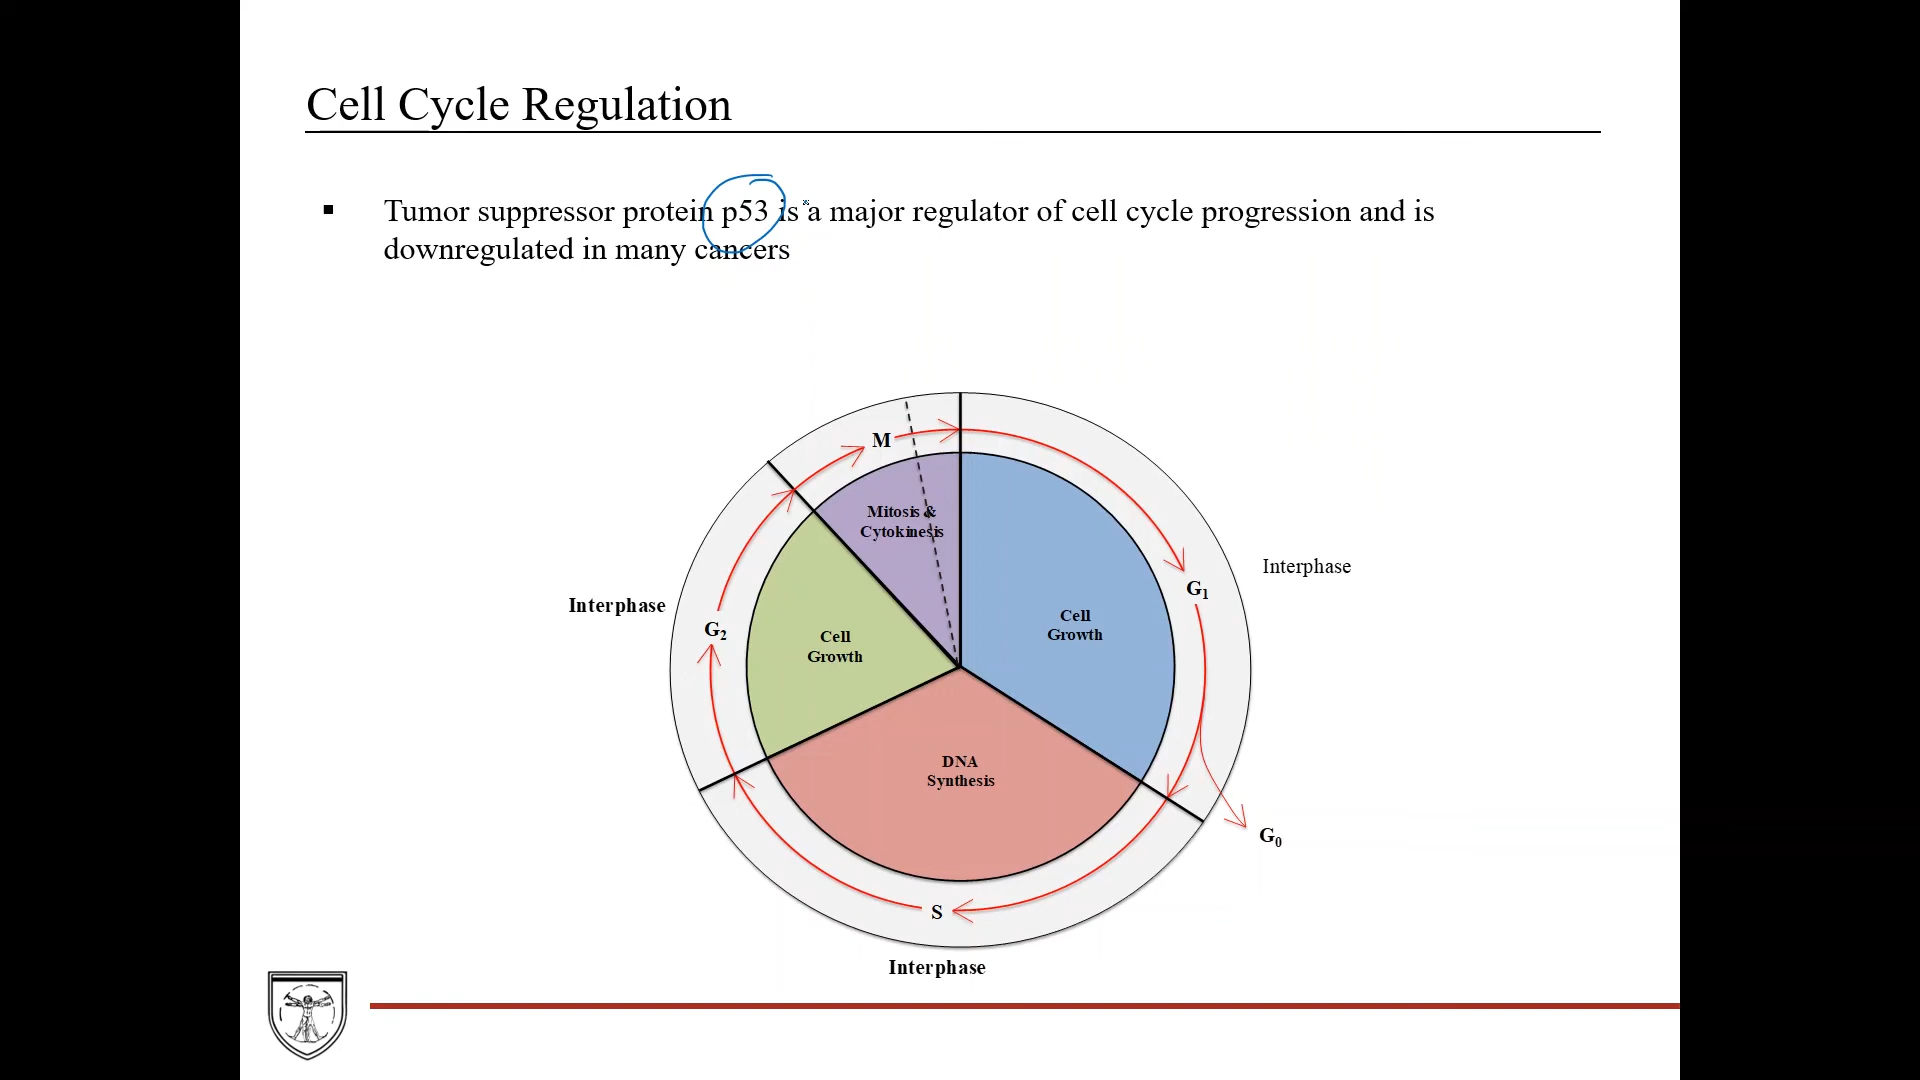 Cell Cycle Regulation
▪ Tumor suppressor protein p53 is a major regulator of cell cycle progression and is
downregulated in many cancers
M
Mitosis &
Cytokinesis
Interphase
G₁
Cell
Growth
Interphase
G₂
Cell
Growth
DNA
Synthesis
G₀
S
Interphase